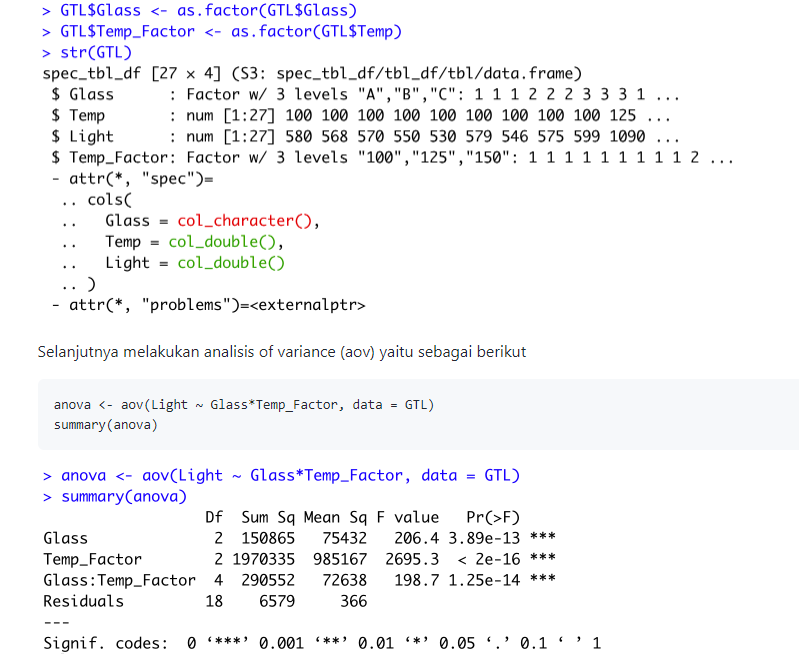 > GTL$Glass <- as.factor(GTL$Glass)
> GTL$Temp_Factor <- as.factor(GTL$Temp)
> str(GTL)
spec_tbl_df [27 × 4] (S3: spec_tbl_df/tbl_df/tbl/data.frame)
 $ Glass      : Factor w/ 3 levels "A","B","C": 1 1 1 2 2 2 3 3 3 1 ...
 $ Temp       : num [1:27] 100 100 100 100 100 100 100 100 100 125 ...
 $ Light      : num [1:27] 580 568 570 550 530 579 546 575 599 1090 ...
 $ Temp_Factor: Factor w/ 3 levels "100","125","150": 1 1 1 1 1 1 1 1 1 2 ...
 - attr(*, "spec")=
  .. cols(
  ..   Glass = col_character(),
  ..   Temp = col_double(),
  ..   Light = col_double()
  .. )
 - attr(*, "problems")=<externalptr>
Selanjutnya melakukan analisis of variance (aov) yaitu sebagai berikut
anova <- aov(Light ~ Glass*Temp_Factor, data = GTL)
summary(anova)
> anova <- aov(Light ~ Glass*Temp_Factor, data = GTL)
> summary(anova)
                  Df  Sum Sq Mean Sq F value   Pr(>F)
Glass              2  150865   75432   206.4 3.89e-13 ***
Temp_Factor        2 1970335  985167  2695.3  < 2e-16 ***
Glass:Temp_Factor  4  290552   72638   198.7 1.25e-14 ***
Residuals         18    6579     366
---
Signif. codes:  0 ‘***’ 0.001 ‘**’ 0.01 ‘*’ 0.05 ‘.’ 0.1 ‘ ’ 1